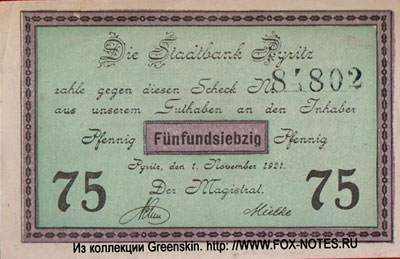 Die Stadtbank Pyritz
zahle gegen diesen Scheck Nr. 84802
aus unserem Guthaben an den Inhaber
Pfennig Fünfundsiebzig Pfennig
Pyritz, den 1. November 1921.
75 Der Magistrat. 75
Mielke
Из коллекции Greenskin. http: //WWW.FOX-NOTES.RU